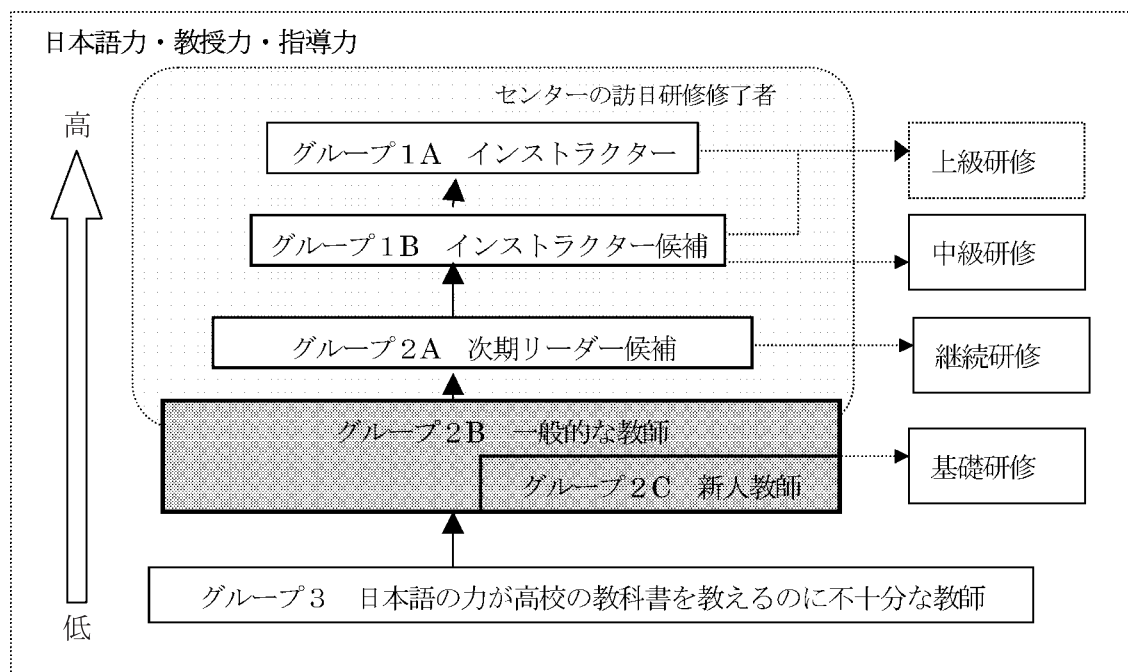 日本語力・教授力・指導力
センターの訪日研修修了者
高
グループ１A　インストラクター
上級研修
グループ１B　インストラクター候補
中級研修
グループ２A　次期リーダー候補
継続研修
グループ２B　一般的な教師
基礎研修
グループ２C　新人教師
グループ３　日本語の力が高校の教科書を教えるのに不十分な教師
低